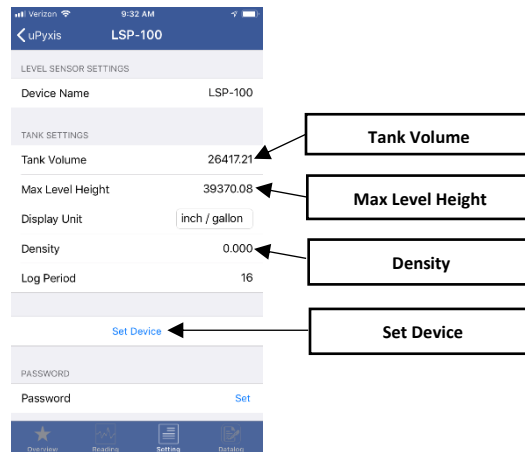 Verizon 9:32 AM
uPyxis LSP-100
LEVEL SENSOR SETTINGS
Device Name LSP-100
TANK SETTINGS
Tank Volume 26417.21
Max Level Height 39370.08
Display Unit inch / gallon
Density 0.000
Log Period 16
Set Device
PASSWORD
Password Set
Overview Reading Setting Datalog
Tank Volume
Max Level Height
Density
Set Device